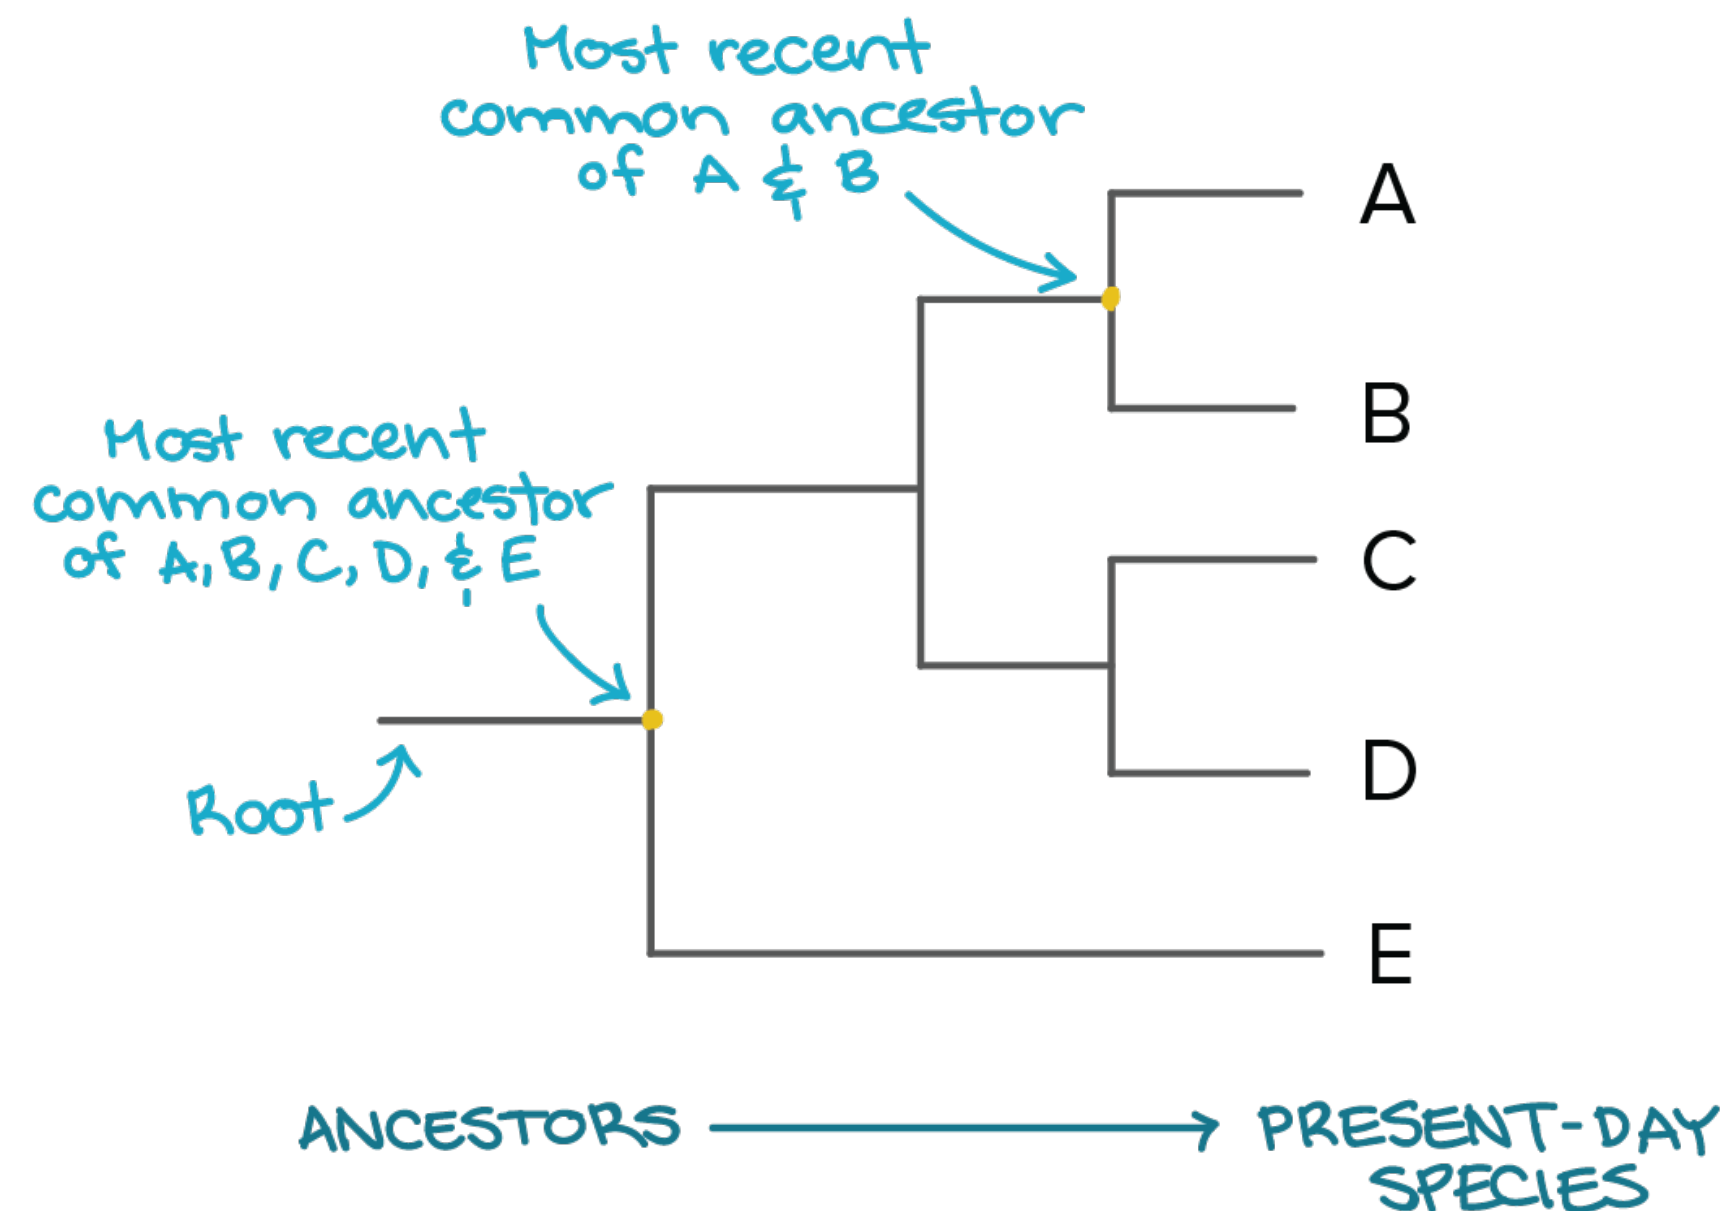 Most recent
common ancestor
of A & B
A
B
Most recent
common ancestor
of A, B, C, D, & E
C
D
Root
E
ANCESTORS
PRESENT-DAY
SPECIES